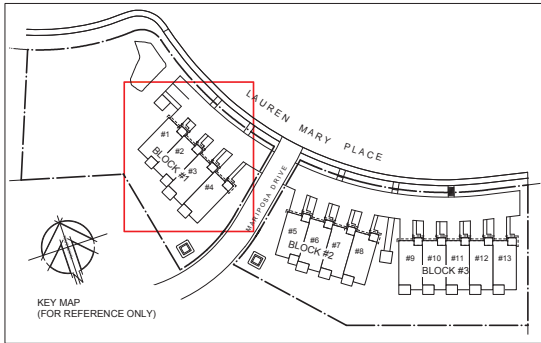 LAUREN MARY PLACE
MARIPOSA DRIVE
#1
#2
#3
#4
BLOCK #1
#5
#6
#7
#8
BLOCK #2
#9
#10
#11
#12
#13
BLOCK #3
KEY MAP
(FOR REFERENCE ONLY)